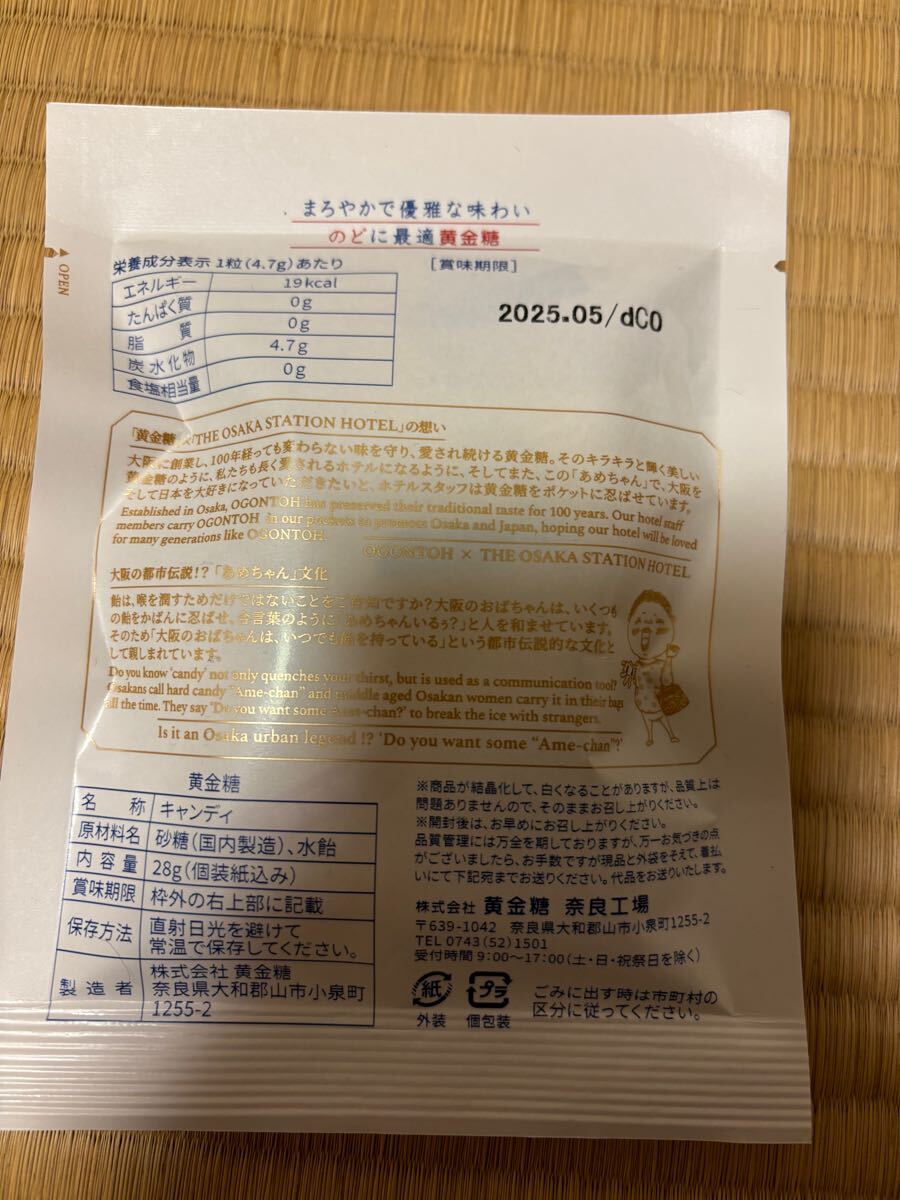 まろやかで優雅な味わい
のどに最適黄金糖
OPEN
栄養成分表示 1粒(4.7g)あたり
エネルギー 19kcal
たんぱく質 0g
脂質 0g
炭水化物 4.7g
食塩相当量 0g
[賞味期限]
2025.05/dC0
「黄金糖」×「THE OSAKA STATION HOTEL」の想い
大阪に創業し、100年経っても変わらない味を守り、愛され続ける黄金糖。そのキラキラと輝く美しい
黄金糖のように、私たちも長く愛されるホテルになるように、そしてまた、この「あめちゃん」で、大阪を
そして日本を大好きになっていただきたいと、ホテルスタッフは黄金糖をポケットに忍ばせています。
Established in Osaka, OGONTOH has preserved their traditional taste for 100 years. Our hotel staff
members carry OGONTOH in our pockets to promote Osaka and Japan, hoping our hotel will be loved
for many generations like OGONTOH.
OGONTOH × THE OSAKA STATION HOTEL
大阪の都市伝説!?「あめちゃん」文化
飴は、喉を潤すためだけではないことをご存知ですか?大阪のおばちゃんは、いくつも
の飴をかばんに忍ばせ、合言葉のように「あめちゃんいるぅ?」と人を和ませています。
そのため「大阪のおばちゃんは、いつでも飴を持っている」という都市伝説的な文化と
して親しまれています。
Do you know 'candy' not only quenches your thirst, but is used as a communication tool?
Osakans call hard candy "Ame-chan" and middle aged Osakan women carry it in their bags
all the time. They say 'Do you want some Ame-chan?' to break the ice with strangers.
Is it an Osaka urban legend !? 'Do you want some "Ame-chan"?'
黄金糖
名称 キャンディ
原材料名 砂糖(国内製造)、水飴
内容量 28g(個装紙込み)
賞味期限 枠外の右上部に記載
保存方法 直射日光を避けて
常温で保存してください。
製造者 株式会社 黄金糖
奈良県大和郡山市小泉町
1255-2
※商品が結晶化して、白くなることがありますが、品質上は
問題ありませんので、そのままお召し上がりください。
※開封後は、お早めにお召し上がりください。
品質管理には万全を期しておりますが、万一お気づきの点
がございましたら、お手数ですが現品と外袋をそえて、着払
いにて下記宛までお送りください。代品をお送りいたします。
株式会社 黄金糖 奈良工場
〒639-1042 奈良県大和郡山市小泉町1255-2
TEL 0743(52)1501
受付時間 9:00〜17:00(土・日・祝祭日を除く)
紙 プラ
外装 個包装
ごみに出す時は市町村の
区分に従ってください。